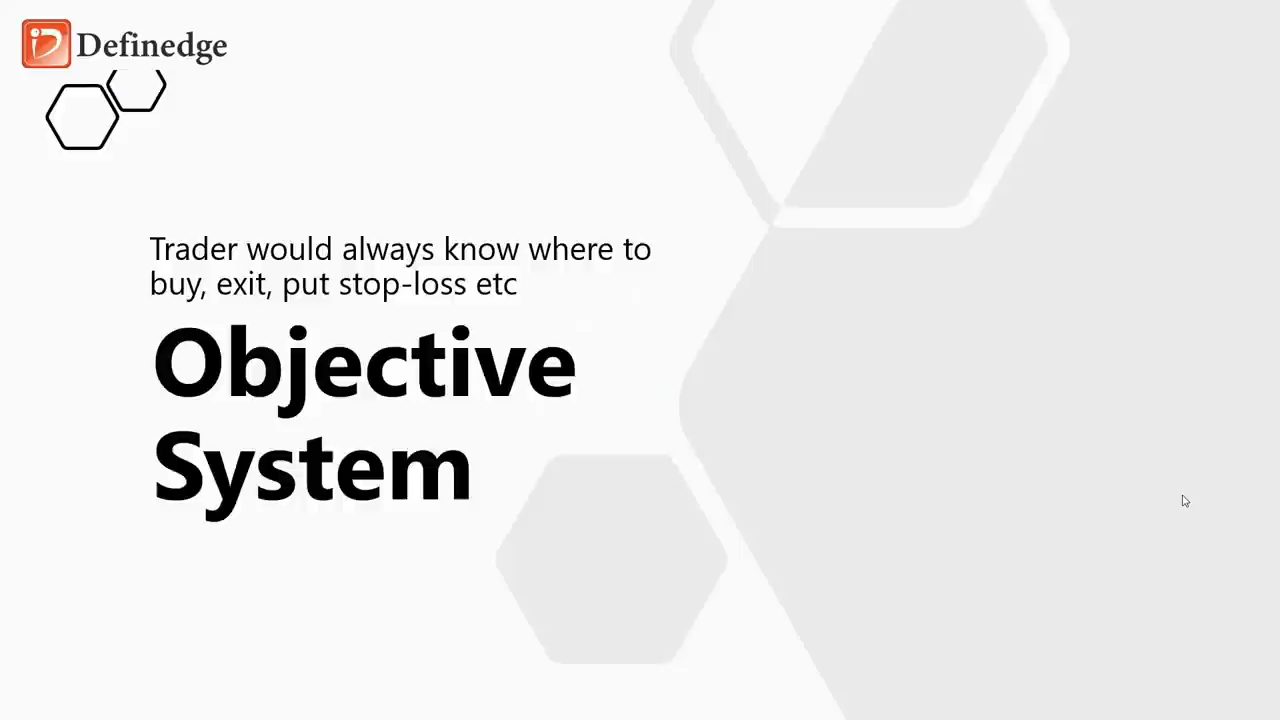 Definedge
Trader would always know where to
buy, exit, put stop-loss etc
Objective
System